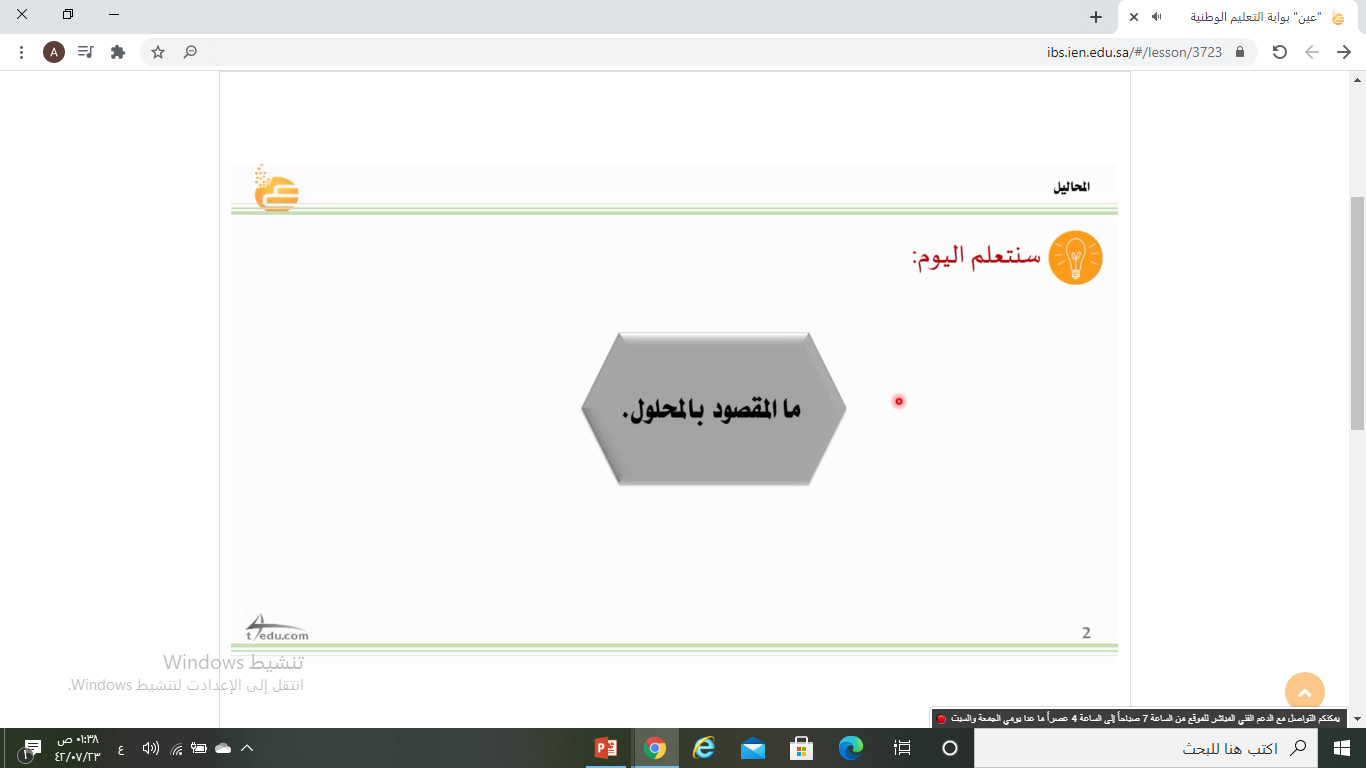 "عين" بوابة التعليم الوطنية
ibs.ien.edu.sa/#/lesson/3723
A
المحاليل
سنتعلم اليوم:
ما المقصود بالمحلول.
t4edu.com
2
تنشيط Windows
انتقل إلى الإعدادت لتنشيط Windows.
يمكنكم التواصل مع الدعم الفني المباشر للموقع من الساعة 7 صباحاً إلى الساعة 4 عصراً ما عدا يومي الجمعة والسبت
اكتب هنا للبحث
ع
٠١:٣٨ ص
٤٢/٠٧/٢٣
١